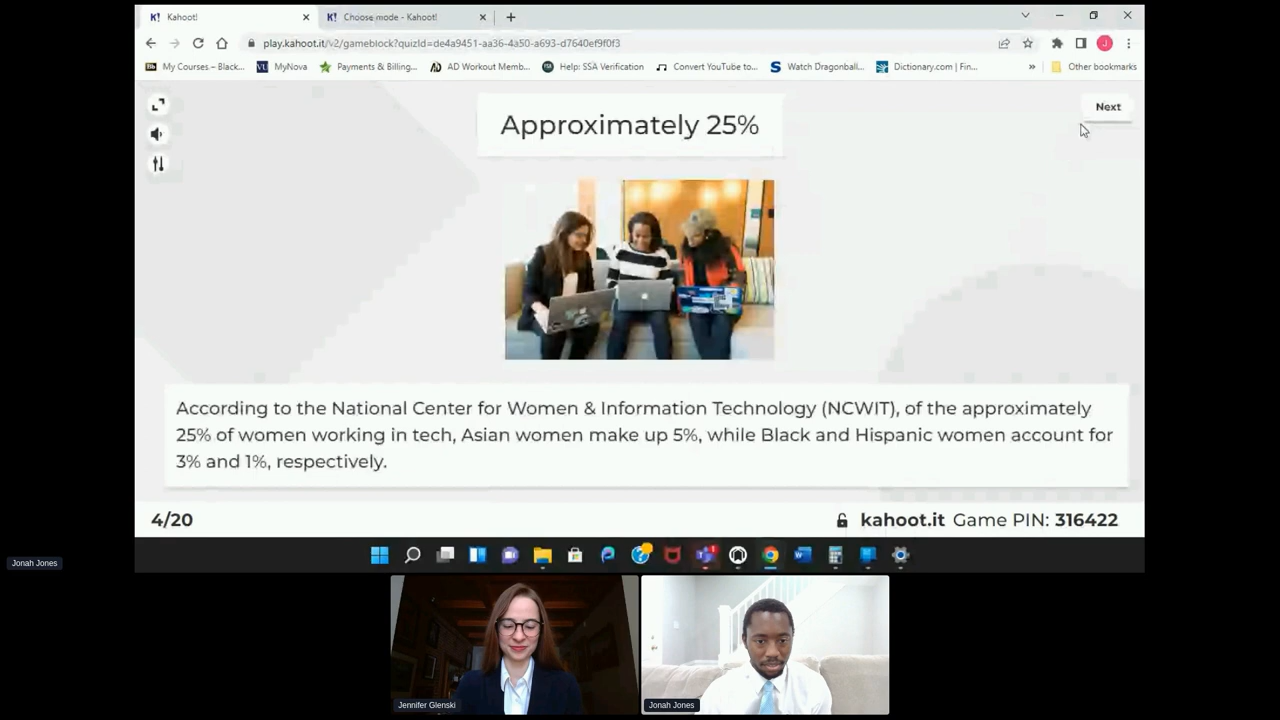 Kahoot!
Choose mode - Kahoot!
play.kahoot.it/v2/gameblock?quizId=de4a9451-aa36-4a50-a693-d7640ef9f0f3
My Courses – Black...
MyNova
Payments & Billing...
AD Workout Memb...
Help: SSA Verification
Convert YouTube to...
Watch Dragonball...
Dictionary.com | Fin...
Other bookmarks
Next
Approximately 25%
According to the National Center for Women & Information Technology (NCWIT), of the approximately
25% of women working in tech, Asian women make up 5%, while Black and Hispanic women account for
3% and 1%, respectively.
4/20
kahoot.it Game PIN: 316422
Jonah Jones
Jennifer Glenski
Jonah Jones